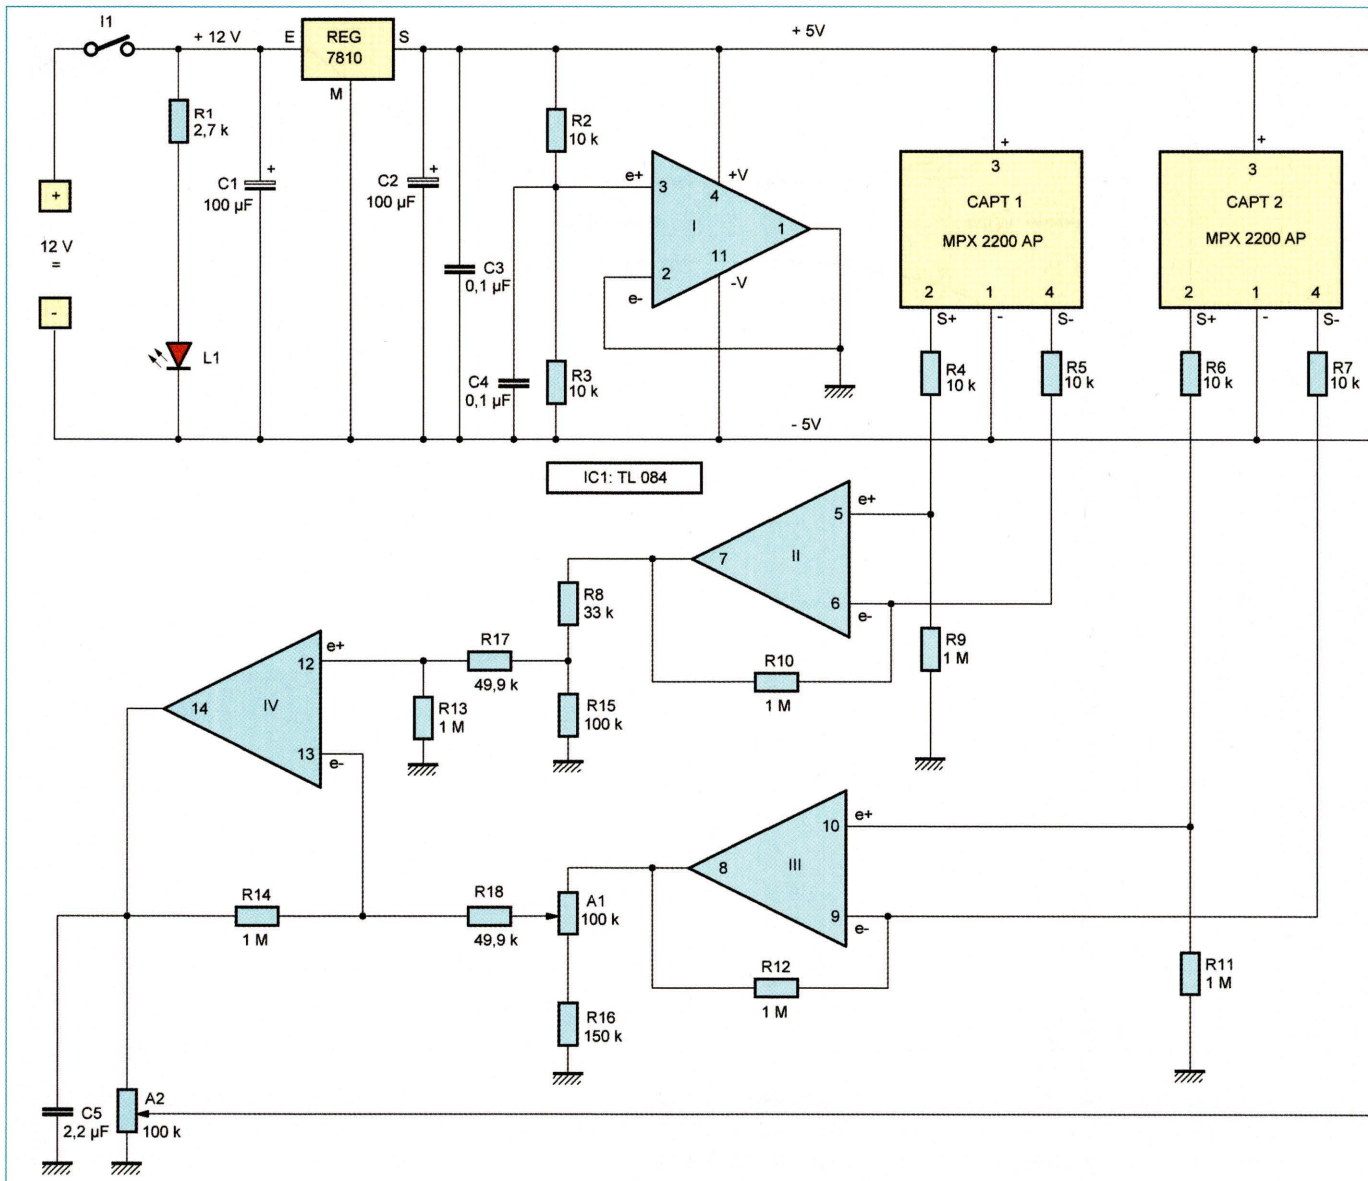 I1
+ 12 V
E
REG
7810
S
M
+ 5V
R1
2,7 k
C1
100 µF
+
C2
100 µF
+
C3
0,1 µF
C4
0,1 µF
R2
10 k
R3
10 k
+
12 V
=
-
L1
e+
3
+V
4
I
1
11
-V
2
e-
+
3
CAPT 1
MPX 2200 AP
2
1
4
S+
-
S-
+
3
CAPT 2
MPX 2200 AP
2
1
4
S+
-
S-
R4
10 k
R5
10 k
R6
10 k
R7
10 k
- 5V
IC1: TL 084
e+
5
II
7
6
e-
R8
33 k
R9
1 M
R10
1 M
R17
49,9 k
R13
1 M
R15
100 k
e+
12
IV
14
13
e-
e+
10
III
8
9
e-
R14
1 M
R18
49,9 k
A1
100 k
R12
1 M
R11
1 M
R16
150 k
C5
2,2 µF
A2
100 k